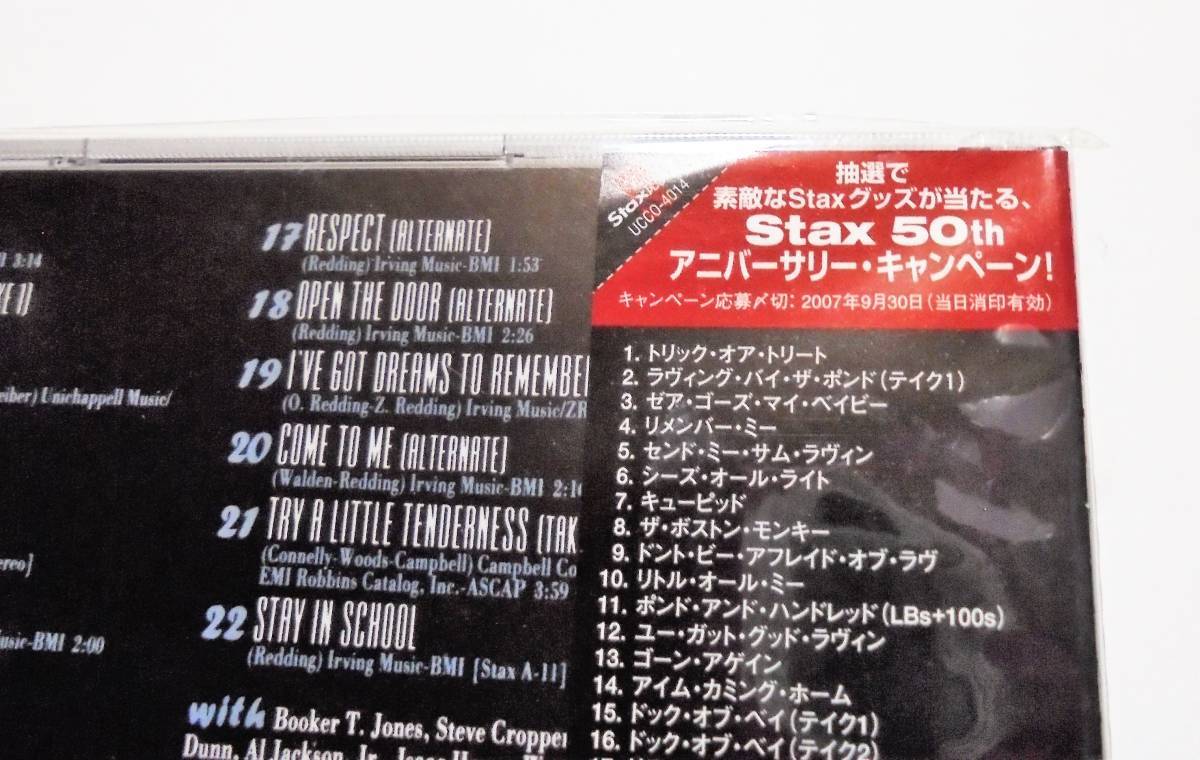 3:14
eiber) Unichappell Music/
ereo]
usic-BMI 2:00
17 RESPECT (ALTERNATE)
(Redding) Irving Music-BMI 1:53
18 OPEN THE DOOR (ALTERNATE)
(Redding) Irving Music-BMI 2:26
19 I'VE GOT DREAMS TO REMEMBE
(O. Redding-Z. Redding) Irving Music/ZR
20 COME TO ME (ALTERNATE)
(Walden-Redding) Irving Music-BMI
21 TRY A LITTLE TENDERNESS (TAK
(Connelly-Woods-Campbell) Campbell Co
EMI Robbins Catalog, Inc.-ASCAP 3:59
22 STAY IN SCHOOL
(Redding) Irving Music-BMI [Stax A-11]
with Booker T. Jones, Steve Cropper
Dunn, Al Jackson, Jr.,
Stax
UCCO-4014
抽選で
素敵なStaxグッズが当たる、
Stax 50th
アニバーサリー・キャンペーン!
キャンペーン応募〆切: 2007年9月30日(当日消印有効)
1. トリック・オア・トリート
2. ラヴィング・バイ・ザ・ポンド(テイク1)
3. ゼア・ゴーズ・マイ・ベイビー
4. リメンバー・ミー
5. センド・ミー・サム・ラヴィン
6. シーズ・オール・ライト
7. キューピッド
8. ザ・ボストン・モンキー
9. ドント・ビー・アフレイド・オブ・ラヴ
10. リトル・オール・ミー
11. ポンド・アンド・ハンドレッド(LBs+100s)
12. ユー・ガット・グッド・ラヴィン
13. ゴーン・アゲイン
14. アイム・カミング・ホーム
15. ドック・オブ・ベイ(テイク1)
16. ドック・オブ・ベイ(テイク2)